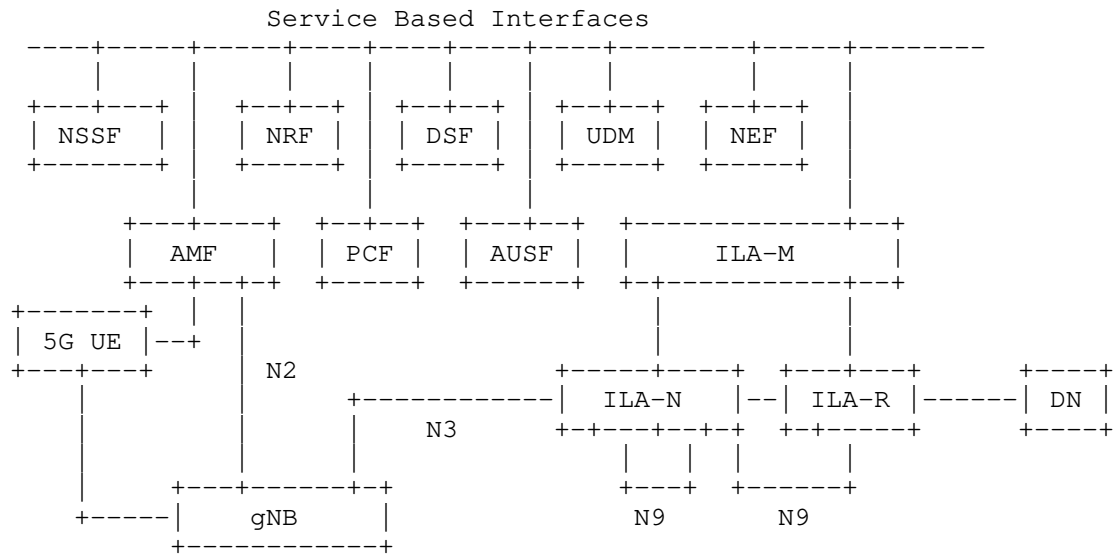 Service Based Interfaces
NSSF NRF DSF UDM NEF
AMF PCF AUSF ILA-M
5G UE
N2
ILA-N ILA-R DN
N3
gNB N9 N9